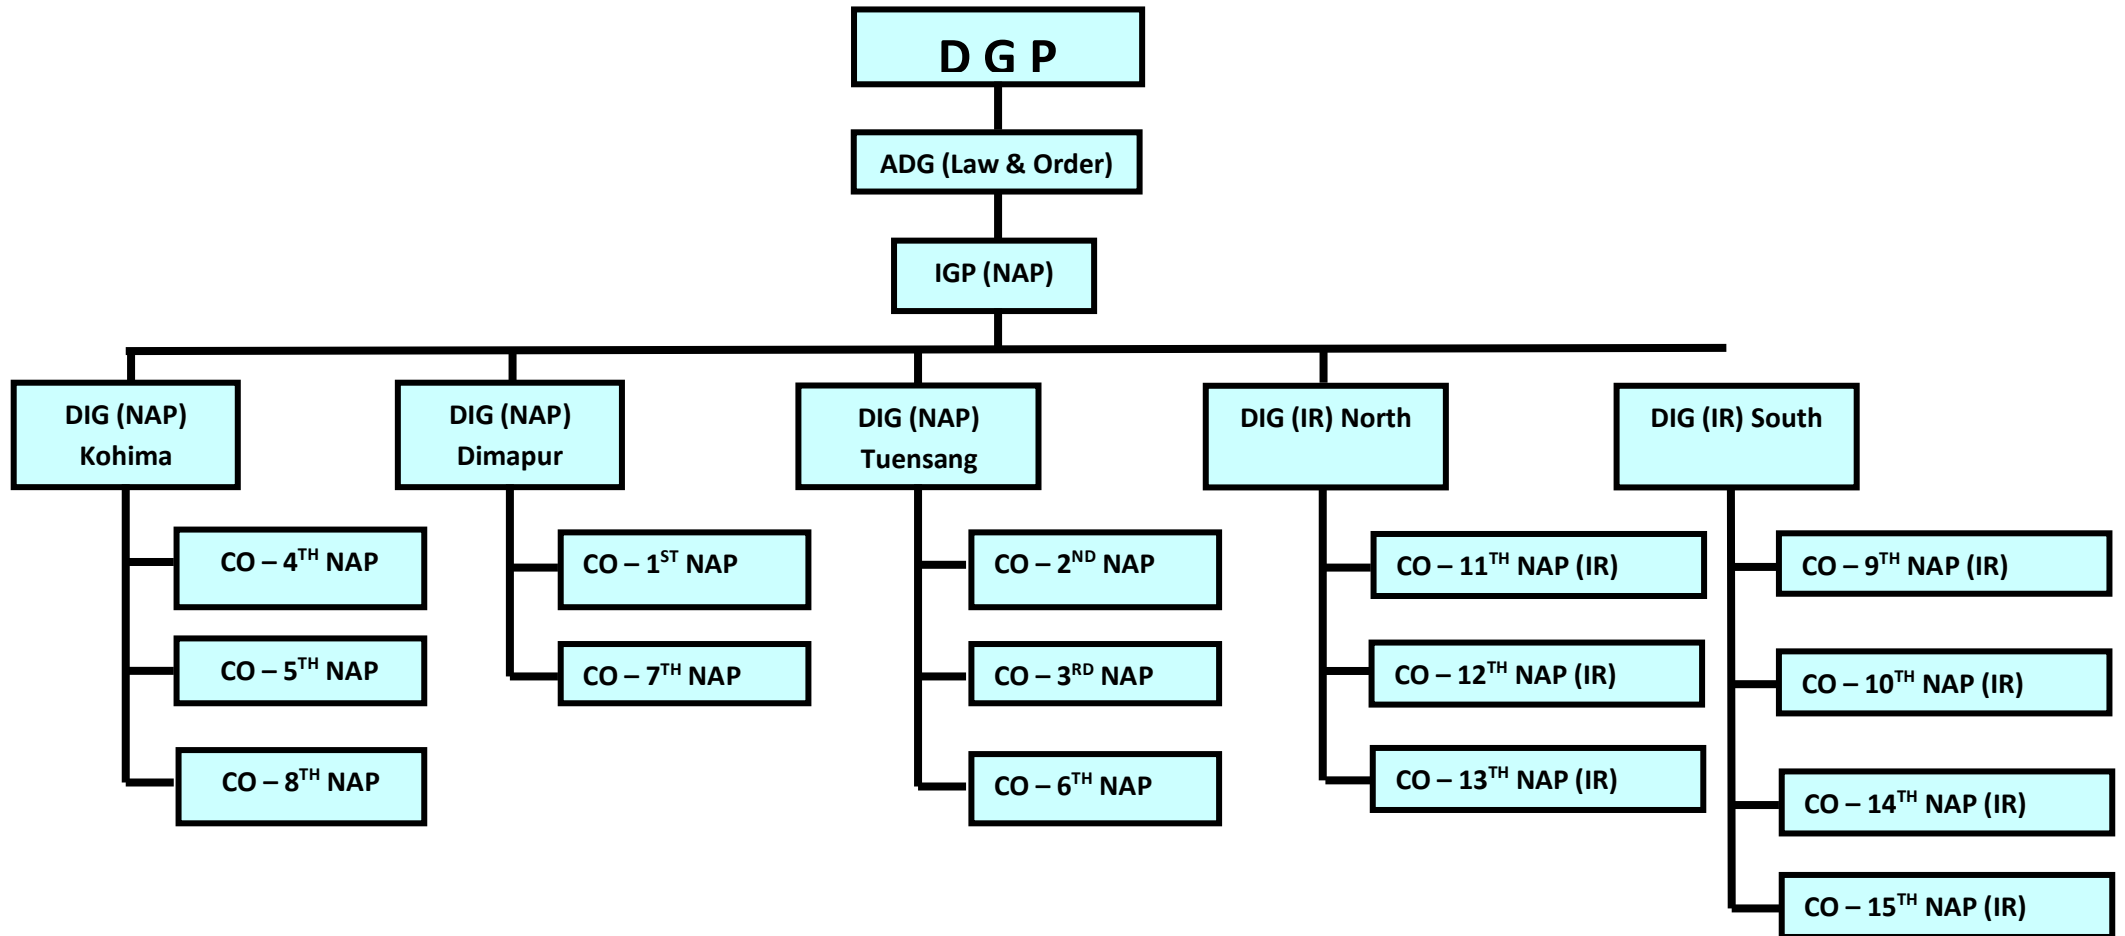 D G P
ADG (Law & Order)
IGP (NAP)
DIG (NAP)
Kohima
CO – 4TH NAP
CO – 5TH NAP
CO – 8TH NAP
DIG (NAP)
Dimapur
CO – 1ST NAP
CO – 7TH NAP
DIG (NAP)
Tuensang
CO – 2ND NAP
CO – 3RD NAP
CO – 6TH NAP
DIG (IR) North
CO – 11TH NAP (IR)
CO – 12TH NAP (IR)
CO – 13TH NAP (IR)
DIG (IR) South
CO – 9TH NAP (IR)
CO – 10TH NAP (IR)
CO – 14TH NAP (IR)
CO – 15TH NAP (IR)